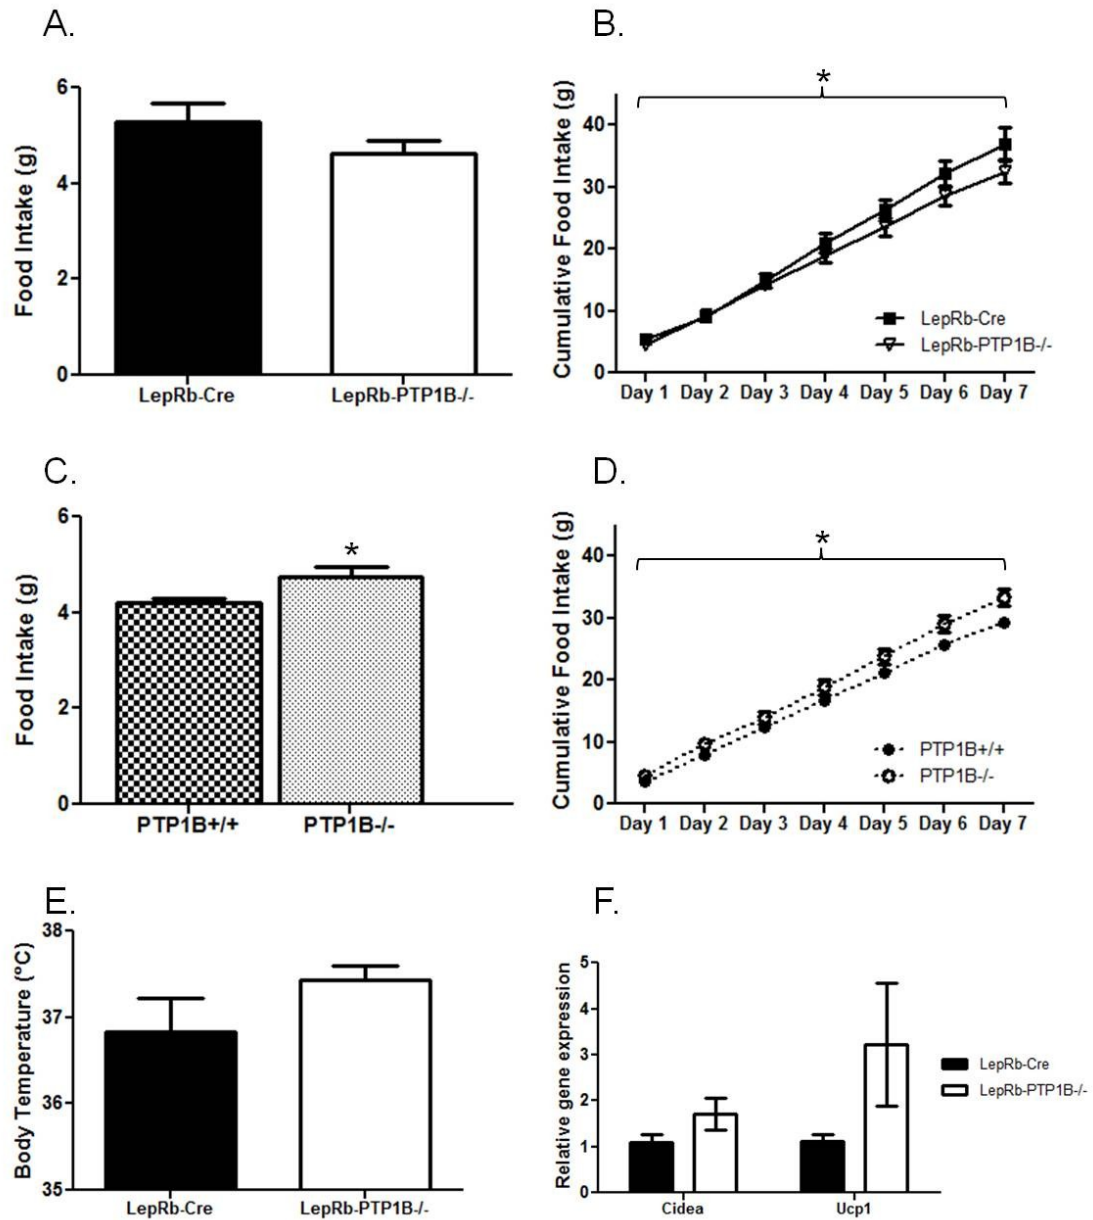 A.
Food Intake (g)
6
4
2
0
LepRb-Cre
LepRb-PTP1B-/-
B.
*
Cumulative Food Intake (g)
40
30
20
10
0
LepRb-Cre
LepRb-PTP1B-/-
Day 1 Day 2 Day 3 Day 4 Day 5 Day 6 Day 7
C.
Food Intake (g)
6
4
2
0
*
PTP1B+/+
PTP1B-/-
D.
*
Cumulative Food Intake (g)
40
30
20
10
0
PTP1B+/+
PTP1B-/-
Day 1 Day 2 Day 3 Day 4 Day 5 Day 6 Day 7
E.
Body Temperature (°C)
38
37
36
35
LepRb-Cre
LepRb-PTP1B-/-
F.
Relative gene expression
5
4
3
2
1
0
Cidea
Ucp1
LepRb-Cre
LepRb-PTP1B-/-